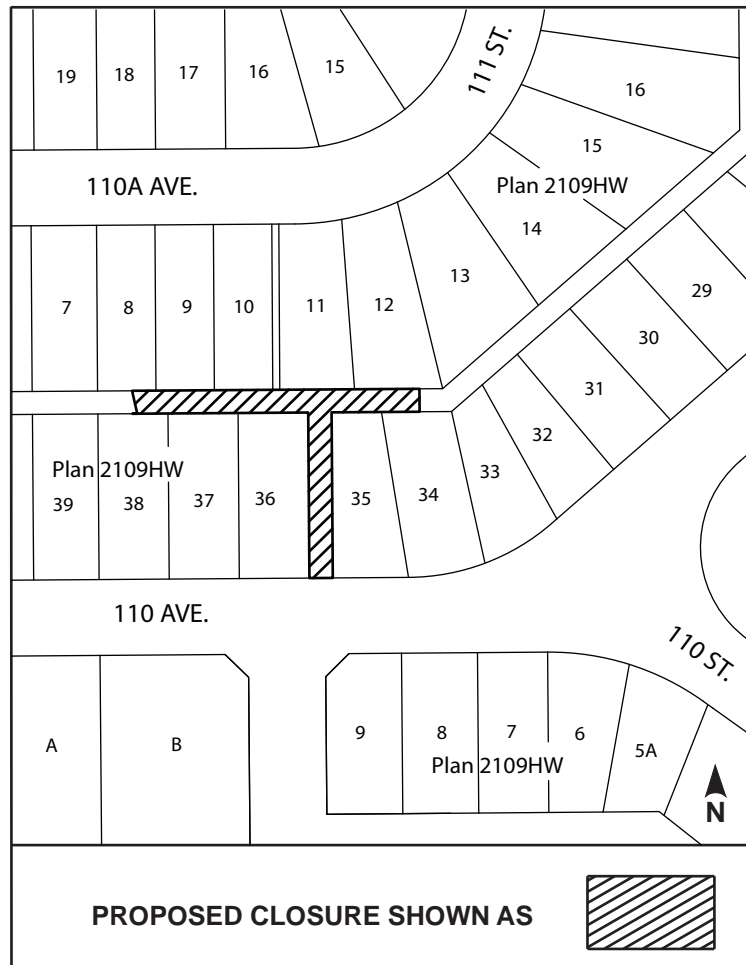 19
18
17
16
15
111 ST.
16
15
110A AVE.
Plan 2109HW
14
13
7
8
9
10
11
12
29
30
31
32
33
Plan 2109HW
39
38
37
36
35
34
110 AVE.
110 ST.
A
B
9
8
7
6
5A
Plan 2109HW
N
PROPOSED CLOSURE SHOWN AS